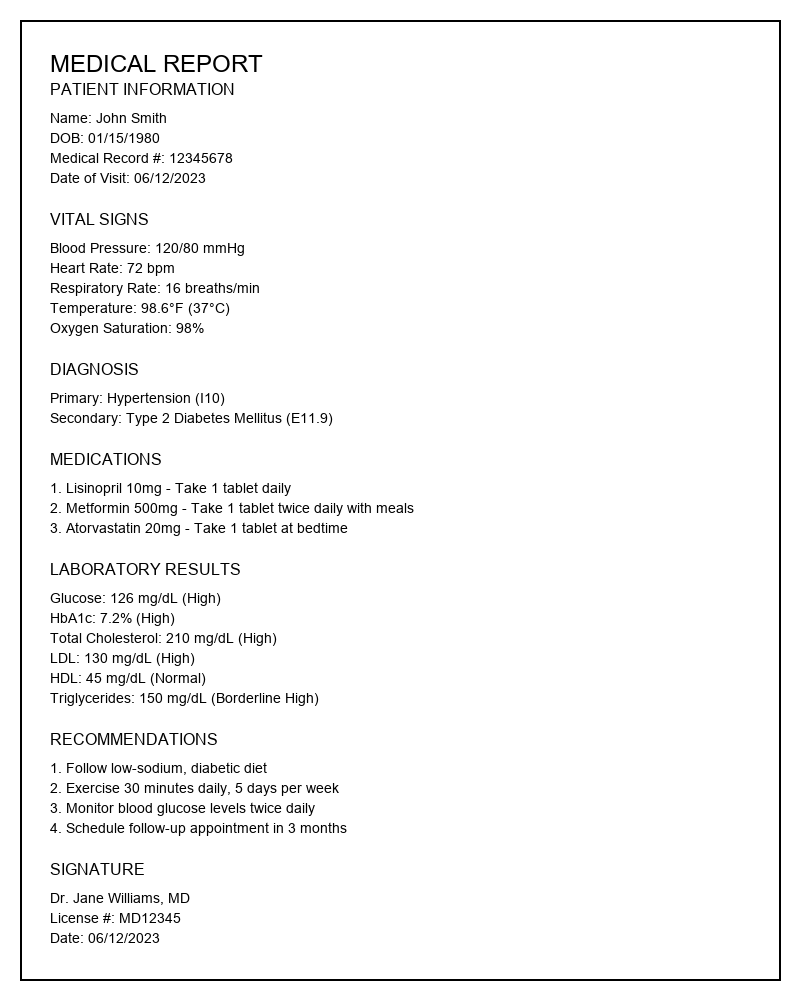 MEDICAL REPORT
PATIENT INFORMATION
Name: John Smith
DOB: 01/15/1980
Medical Record #: 12345678
Date of Visit: 06/12/2023
VITAL SIGNS
Blood Pressure: 120/80 mmHg
Heart Rate: 72 bpm
Respiratory Rate: 16 breaths/min
Temperature: 98.6°F (37°C)
Oxygen Saturation: 98%
DIAGNOSIS
Primary: Hypertension (I10)
Secondary: Type 2 Diabetes Mellitus (E11.9)
MEDICATIONS
1. Lisinopril 10mg - Take 1 tablet daily
2. Metformin 500mg - Take 1 tablet twice daily with meals
3. Atorvastatin 20mg - Take 1 tablet at bedtime
LABORATORY RESULTS
Glucose: 126 mg/dL (High)
HbA1c: 7.2% (High)
Total Cholesterol: 210 mg/dL (High)
LDL: 130 mg/dL (High)
HDL: 45 mg/dL (Normal)
Triglycerides: 150 mg/dL (Borderline High)
RECOMMENDATIONS
1. Follow low-sodium, diabetic diet
2. Exercise 30 minutes daily, 5 days per week
3. Monitor blood glucose levels twice daily
4. Schedule follow-up appointment in 3 months
SIGNATURE
Dr. Jane Williams, MD
License #: MD12345
Date: 06/12/2023